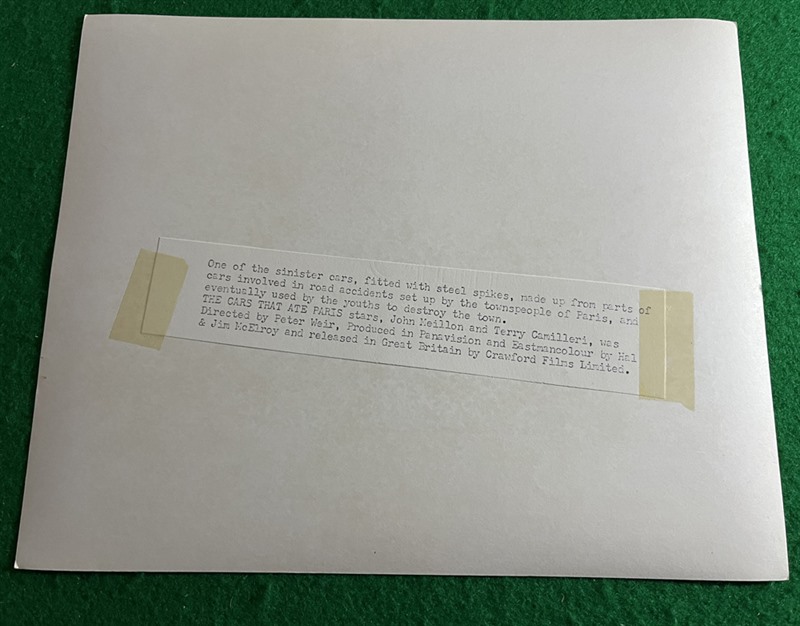 One of the sinister cars, fitted with steel spikes, made up from parts of
cars involved in road accidents set up by the townspeople of Paris, and
eventually used by the youths to destroy the town.
THE CARS THAT ATE PARIS stars, John Meillon and Terry Camilleri, was
Directed by Peter Weir, Produced in Panavision and Eastmancolour by Hal
& Jim McElroy and released in Great Britain by Crawford Films Limited.